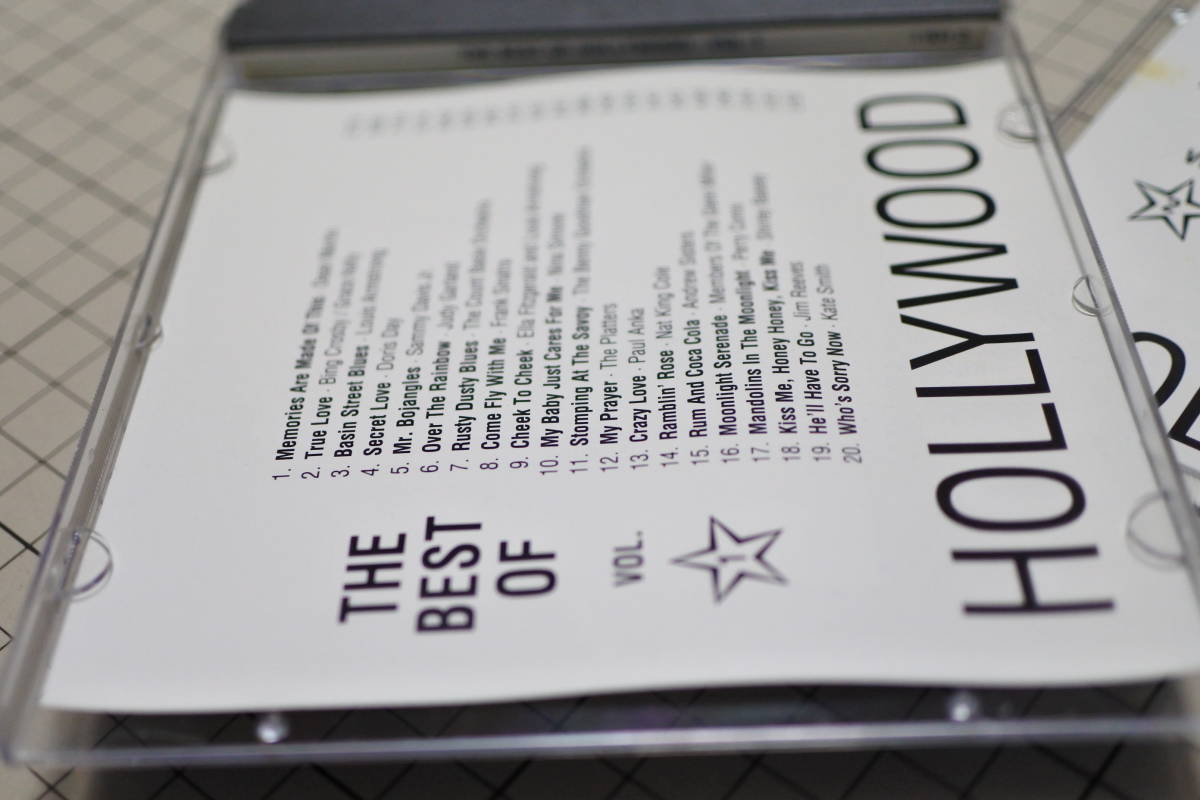 THE
BEST
OF
VOL.
1
1. Memories Are Made Of This · Dean Martin
2. True Love · Bing Crosby / Grace Kelly
3. Basin Street Blues · Louis Armstrong
4. Secret Love · Doris Day
5. Mr. Bojangles · Sammy Davis Jr.
6. Over The Rainbow · Judy Garland
7. Rusty Dusty Blues · The Count Basie Orchestra
8. Come Fly With Me · Frank Sinatra
9. Cheek To Cheek · Ella Fitzgerald and Louis Armstrong
10. My Baby Just Cares For Me · Nina Simone
11. Stomping At The Savoy · The Benny Goodman Orchestra
12. My Prayer · The Platters
13. Crazy Love · Paul Anka
14. Ramblin' Rose · Nat King Cole
15. Rum And Coca Cola · Andrew Sisters
16. Moonlight Serenade · Members Of The Glenn Miller
17. Mandolins In The Moonlight · Perry Como
18. Kiss Me, Honey Honey, Kiss Me · Shirley Bassey
19. He'll Have To Go · Jim Reeves
20. Who's Sorry Now · Kate Smith
HOLLYWOOD